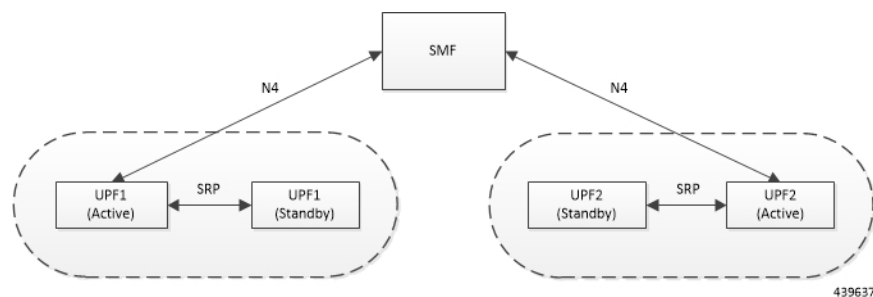 SMF
N4
N4
UPF1
(Active)
SRP
UPF1
(Standby)
UPF2
(Standby)
SRP
UPF2
(Active)
439637